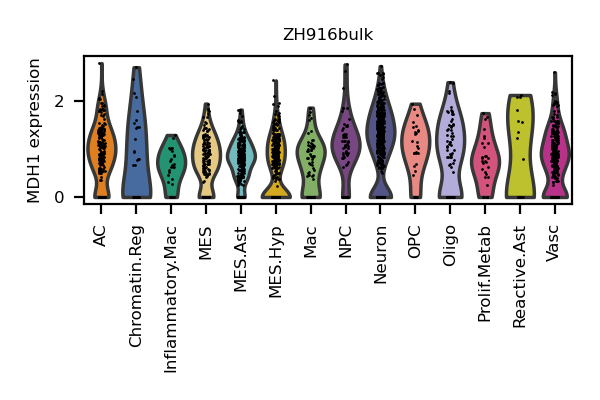 ZH916bulk
MDH1 expression
2
0
AC
Chromatin.Reg
Inflammatory.Mac
MES
MES.Ast
MES.Hyp
Mac
NPC
Neuron
OPC
Oligo
Prolif.Metab
Reactive.Ast
Vasc